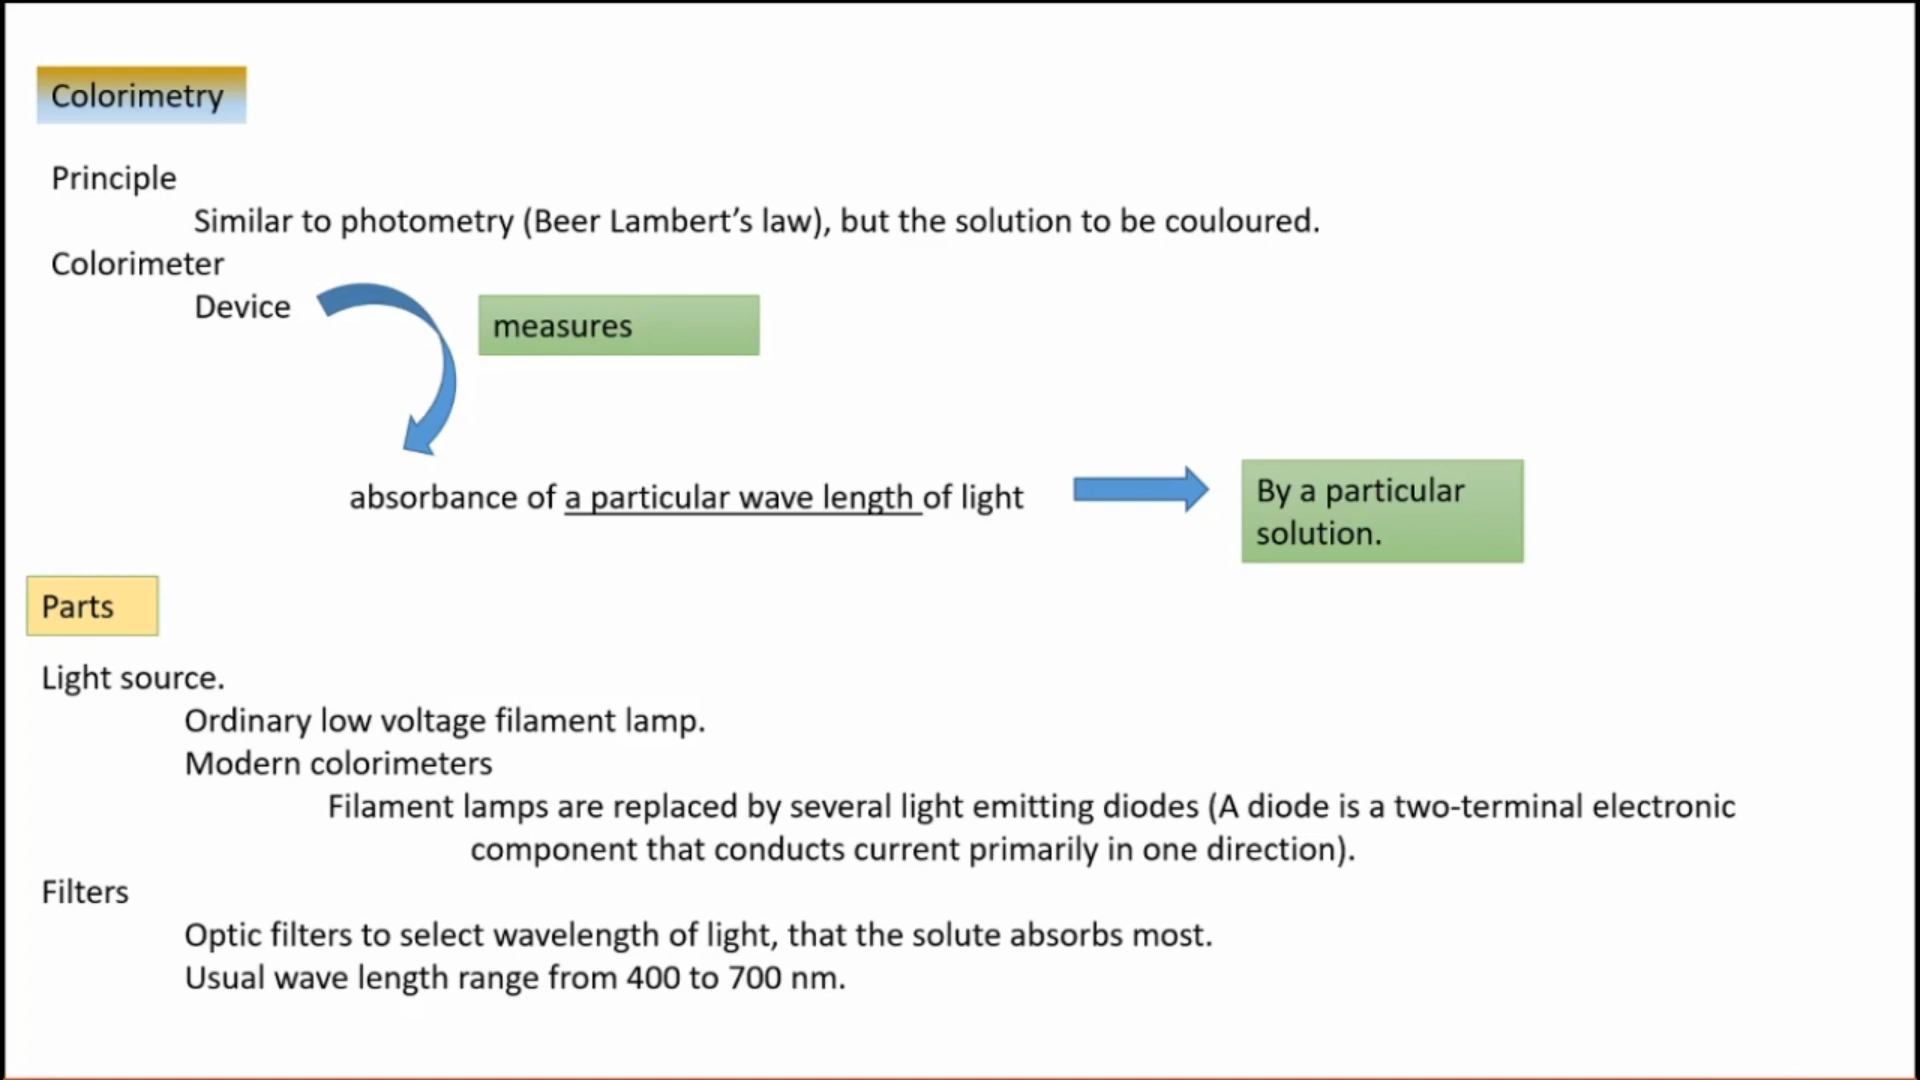 Colorimetry
Principle
Similar to photometry (Beer Lambert’s law), but the solution to be couloured.
Colorimeter
Device
measures
absorbance of a particular wave length of light
By a particular
solution.
Parts
Light source.
Ordinary low voltage filament lamp.
Modern colorimeters
Filament lamps are replaced by several light emitting diodes (A diode is a two-terminal electronic
component that conducts current primarily in one direction).
Filters
Optic filters to select wavelength of light, that the solute absorbs most.
Usual wave length range from 400 to 700 nm.